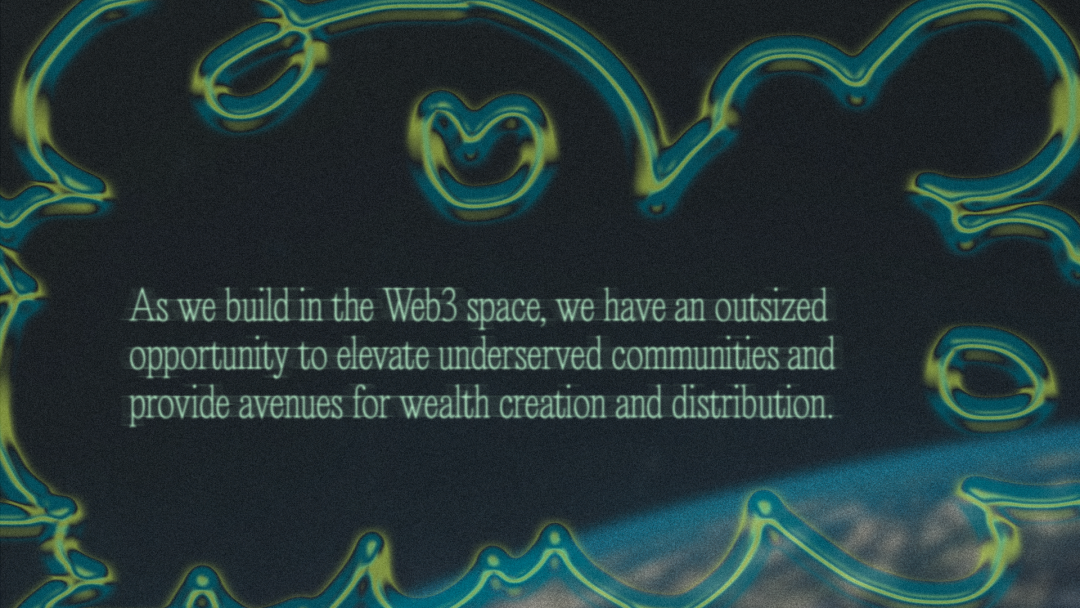 As we build in the Web3 space, we have an outsized
opportunity to elevate underserved communities and
provide avenues for wealth creation and distribution.